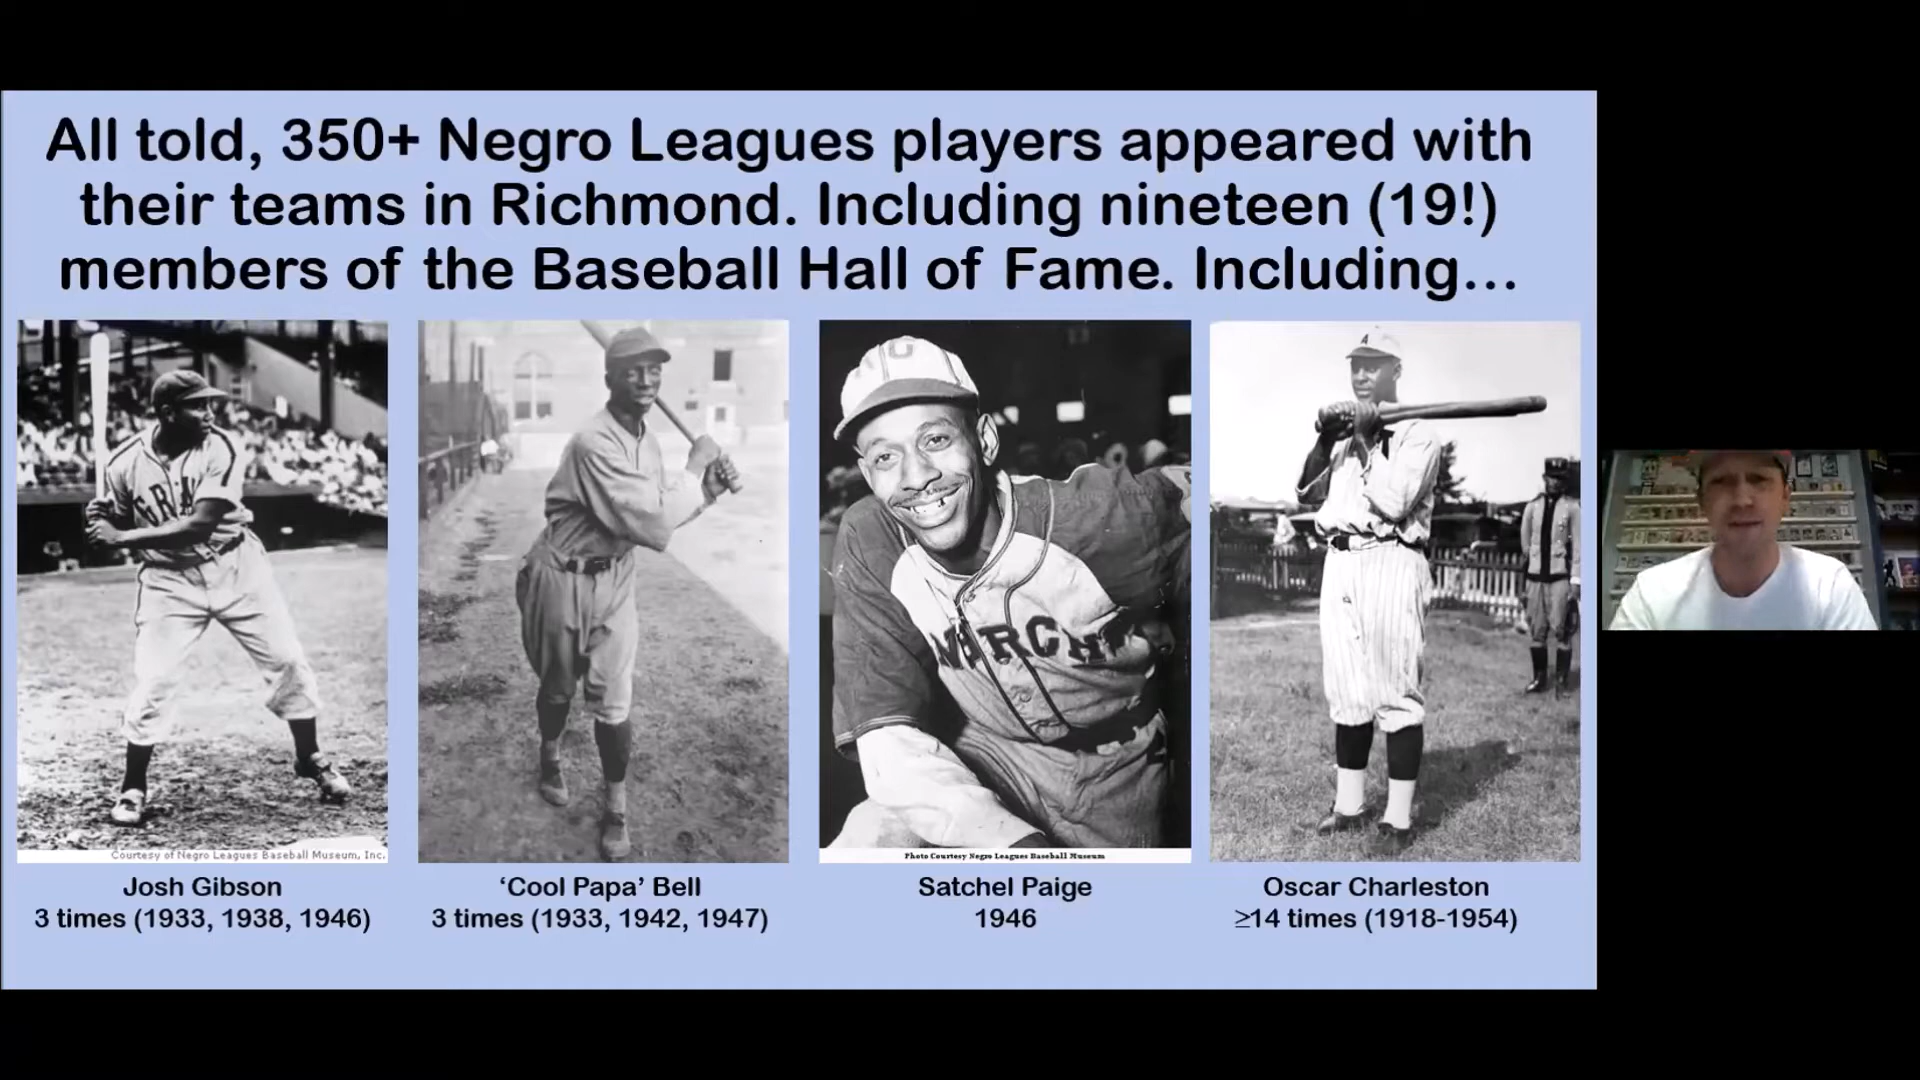 All told, 350+ Negro Leagues players appeared with
their teams in Richmond. Including nineteen (19!)
members of the Baseball Hall of Fame. Including...
GRA
C
A
Courtesy of Negro Leagues Baseball Museum, Inc.
Photo Courtesy Negro Leagues Baseball Museum
Josh Gibson
3 times (1933, 1938, 1946)
‘Cool Papa’ Bell
3 times (1933, 1942, 1947)
Satchel Paige
1946
Oscar Charleston
≥14 times (1918-1954)